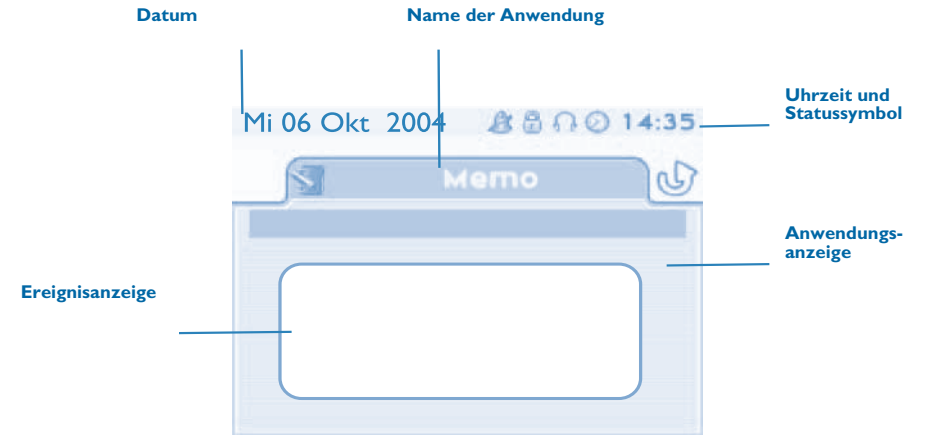 Datum
Name der Anwendung
Uhrzeit und
Statussymbol
Mi 06 Okt 2004
14:35
Memo
Anwendungs-
anzeige
Ereignisanzeige